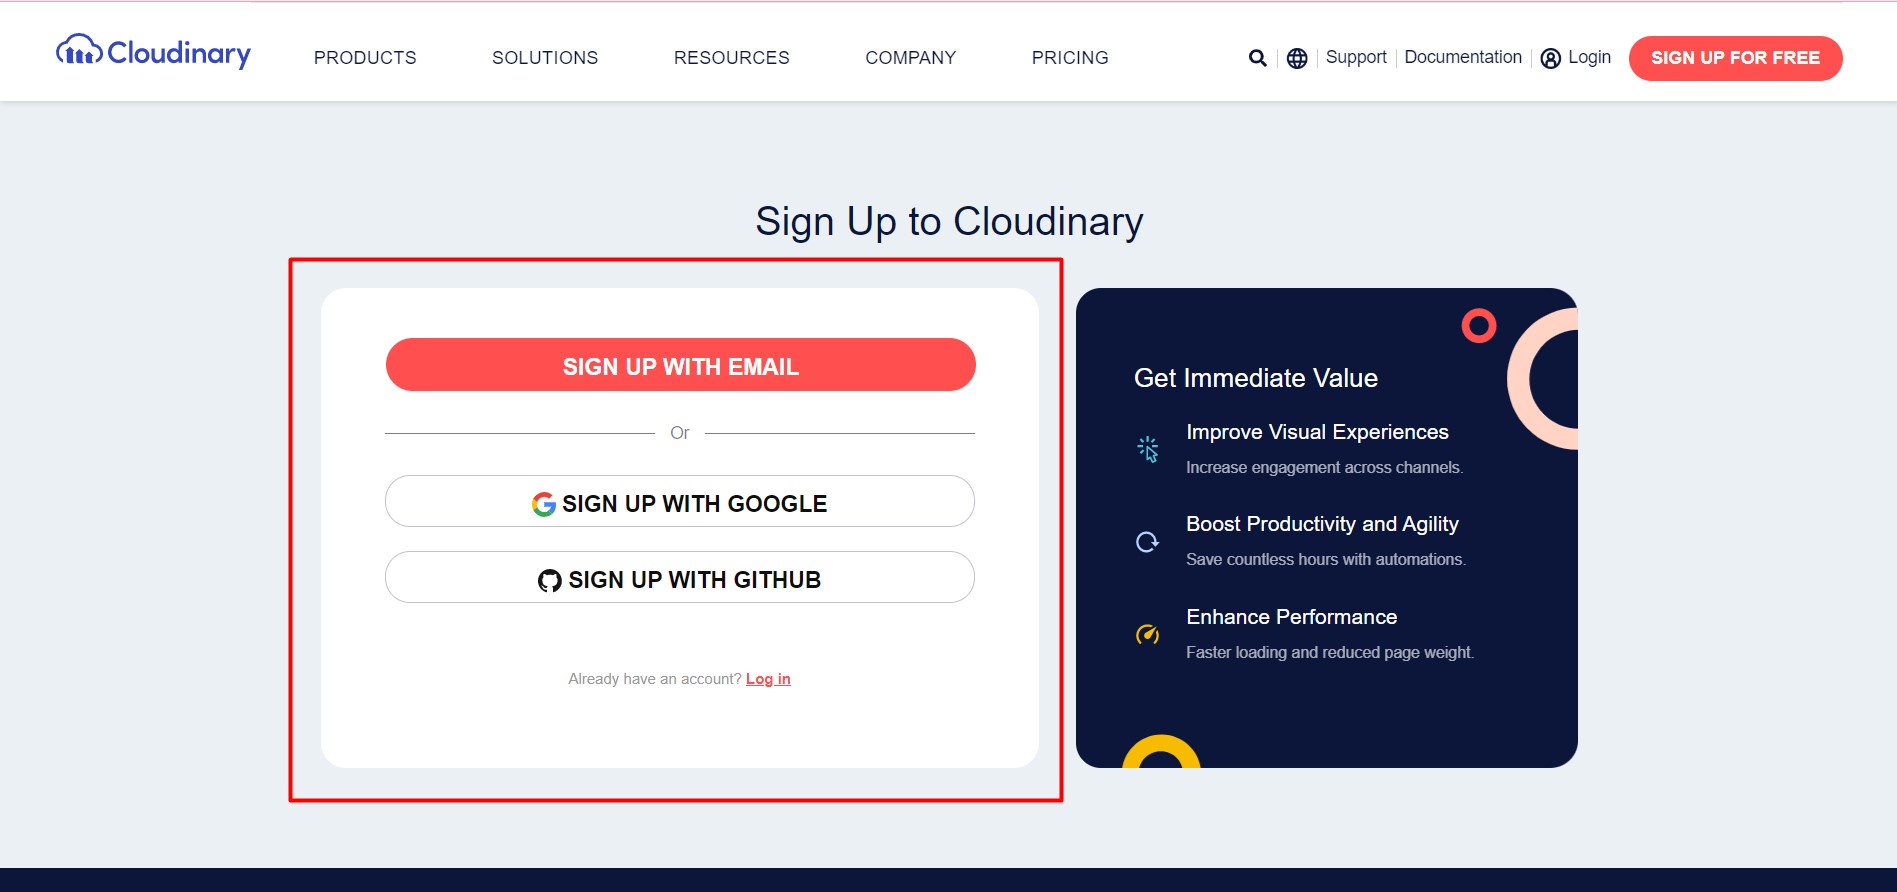 Cloudinary PRODUCTS SOLUTIONS RESOURCES COMPANY PRICING Support Documentation Login SIGN UP FOR FREE
Sign Up to Cloudinary
SIGN UP WITH EMAIL
Or
SIGN UP WITH GOOGLE
SIGN UP WITH GITHUB
Already have an account? Log in
Get Immediate Value
Improve Visual Experiences
Increase engagement across channels.
Boost Productivity and Agility
Save countless hours with automations.
Enhance Performance
Faster loading and reduced page weight.